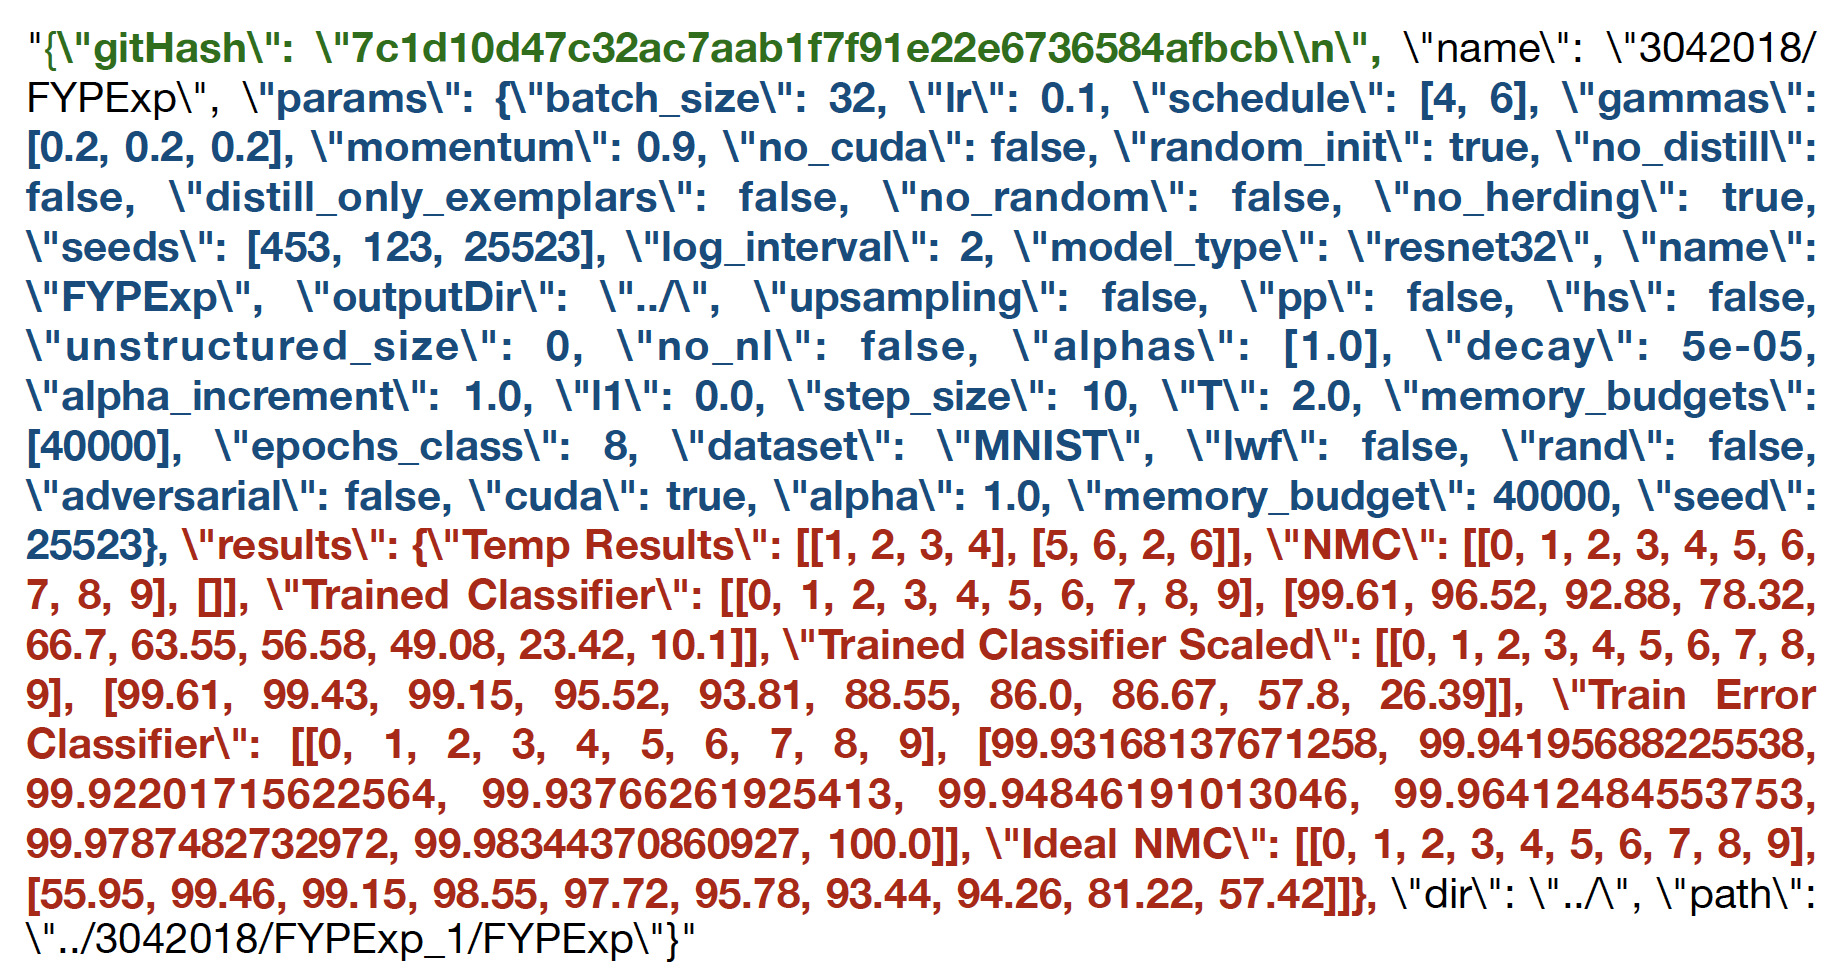 "{\"gitHash\": \"7c1d10d47c32ac7aab1f7f91e22e6736584afbcb\\n\", \"name\": \"3042018/
FYPExp\", \"params\": {\"batch_size\": 32, \"lr\": 0.1, \"schedule\": [4, 6], \"gammas\":
[0.2, 0.2, 0.2], \"momentum\": 0.9, \"no_cuda\": false, \"random_init\": true, \"no_distill\":
false, \"distill_only_exemplars\": false, \"no_random\": false, \"no_herding\": true,
\"seeds\": [453, 123, 25523], \"log_interval\": 2, \"model_type\": \"resnet32\", \"name\":
\"FYPExp\", \"outputDir\": \"../\", \"upsampling\": false, \"pp\": false, \"hs\": false,
\"unstructured_size\": 0, \"no_nl\": false, \"alphas\": [1.0], \"decay\": 5e-05,
\"alpha_increment\": 1.0, \"l1\": 0.0, \"step_size\": 10, \"T\": 2.0, \"memory_budgets\":
[40000], \"epochs_class\": 8, \"dataset\": \"MNIST\", \"lwf\": false, \"rand\": false,
\"adversarial\": false, \"cuda\": true, \"alpha\": 1.0, \"memory_budget\": 40000, \"seed\":
25523}, \"results\": {\"Temp Results\": [[1, 2, 3, 4], [5, 6, 2, 6]], \"NMC\": [[0, 1, 2, 3, 4, 5, 6,
7, 8, 9], []], \"Trained Classifier\": [[0, 1, 2, 3, 4, 5, 6, 7, 8, 9], [99.61, 96.52, 92.88, 78.32,
66.7, 63.55, 56.58, 49.08, 23.42, 10.1]], \"Trained Classifier Scaled\": [[0, 1, 2, 3, 4, 5, 6, 7, 8,
9], [99.61, 99.43, 99.15, 95.52, 93.81, 88.55, 86.0, 86.67, 57.8, 26.39]], \"Train Error
Classifier\": [[0, 1, 2, 3, 4, 5, 6, 7, 8, 9], [99.93168137671258, 99.94195688225538,
99.92201715622564, 99.93766261925413, 99.94846191013046, 99.96412484553753,
99.9787482732972, 99.98344370860927, 100.0]], \"Ideal NMC\": [[0, 1, 2, 3, 4, 5, 6, 7, 8, 9],
[55.95, 99.46, 99.15, 98.55, 97.72, 95.78, 93.44, 94.26, 81.22, 57.42]]}, \"dir\": \"../\", \"path\":
\"../3042018/FYPExp_1/FYPExp\"}"